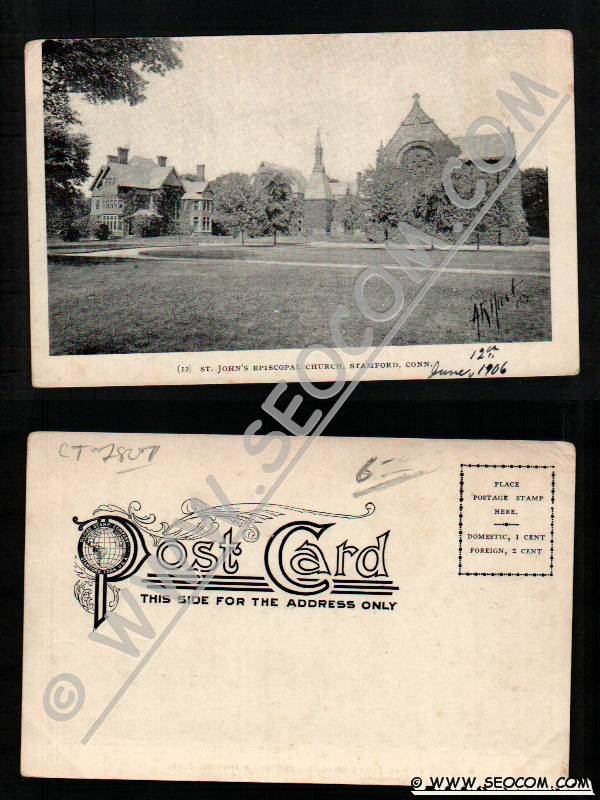 (12) ST. JOHN'S EPISCOPAL CHURCH, STAMFORD, CONN.
June, 12th 1906
© WWW.SEOCOM.COM
CT-2807
6—
PLACE
POSTAGE STAMP
HERE.
DOMESTIC, 1 CENT
FOREIGN, 2 CENT
Post Card
THIS SIDE FOR THE ADDRESS ONLY
© WWW.SEOCOM.COM